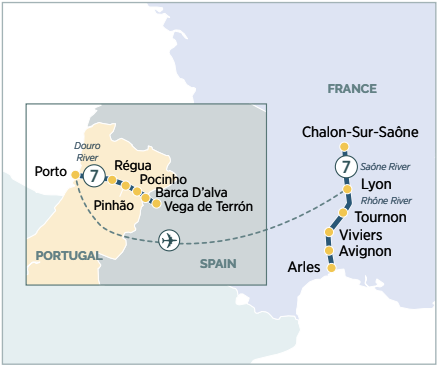 FRANCE
Chalon-Sur-Saône
7
Saône River
Lyon
Rhône River
Tournon
Viviers
Avignon
Arles
Douro
River
Porto
7
Régua
Pocinho
Barca D'alva
Vega de Terrón
Pinhão
PORTUGAL
SPAIN